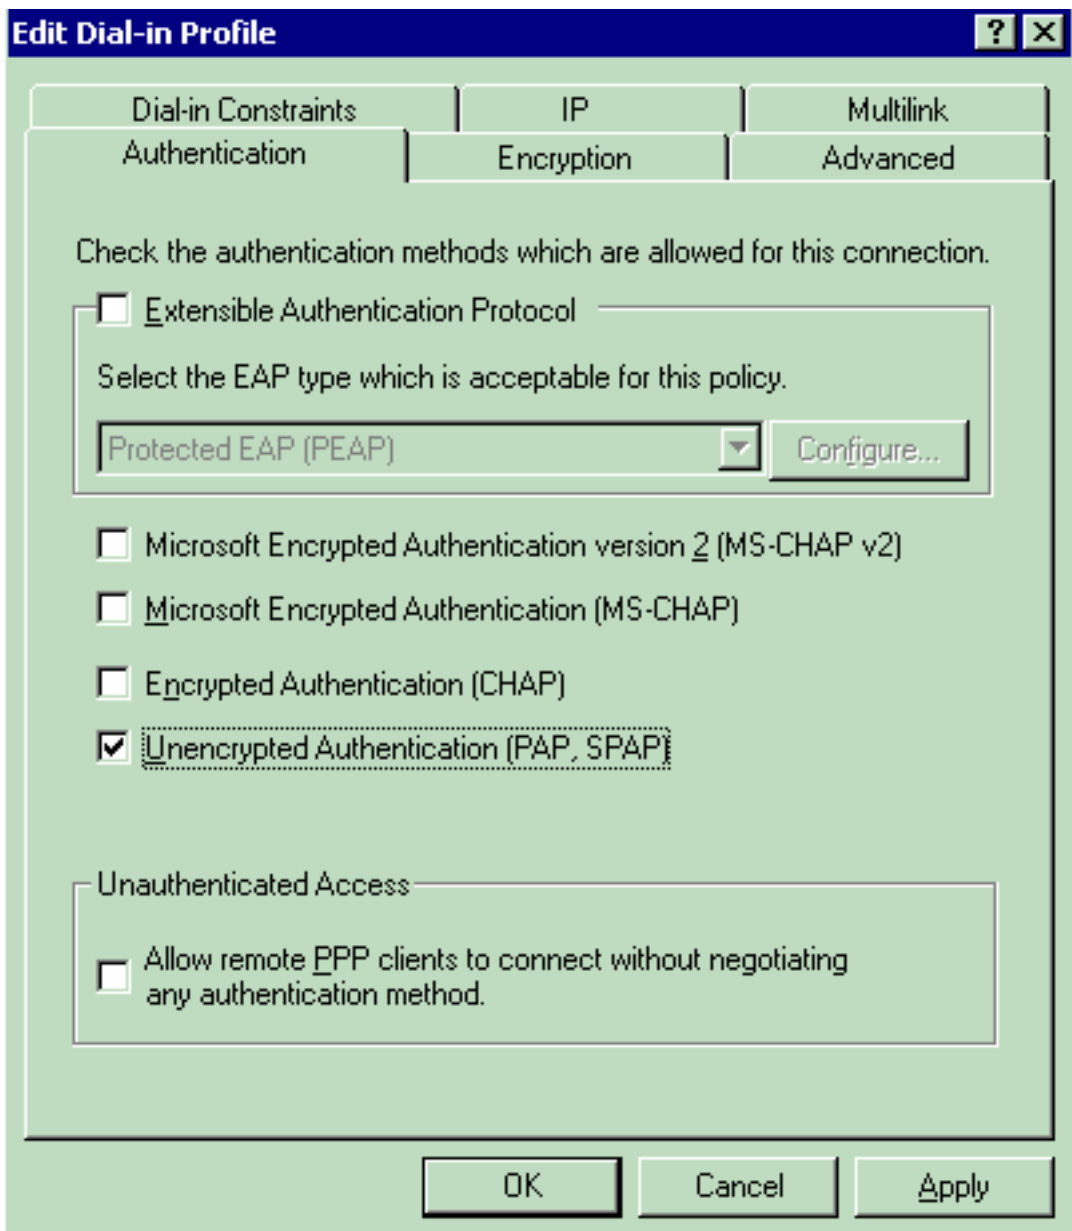 Edit Dial-in Profile
Dial-in Constraints IP Multilink
Authentication Encryption Advanced
Check the authentication methods which are allowed for this connection.
Extensible Authentication Protocol
Select the EAP type which is acceptable for this policy.
Protected EAP (PEAP) Configure...
Microsoft Encrypted Authentication version 2 (MS-CHAP v2)
Microsoft Encrypted Authentication (MS-CHAP)
Encrypted Authentication (CHAP)
Unencrypted Authentication (PAP, SPAP)
Unauthenticated Access
Allow remote PPP clients to connect without negotiating
any authentication method.
OK Cancel Apply